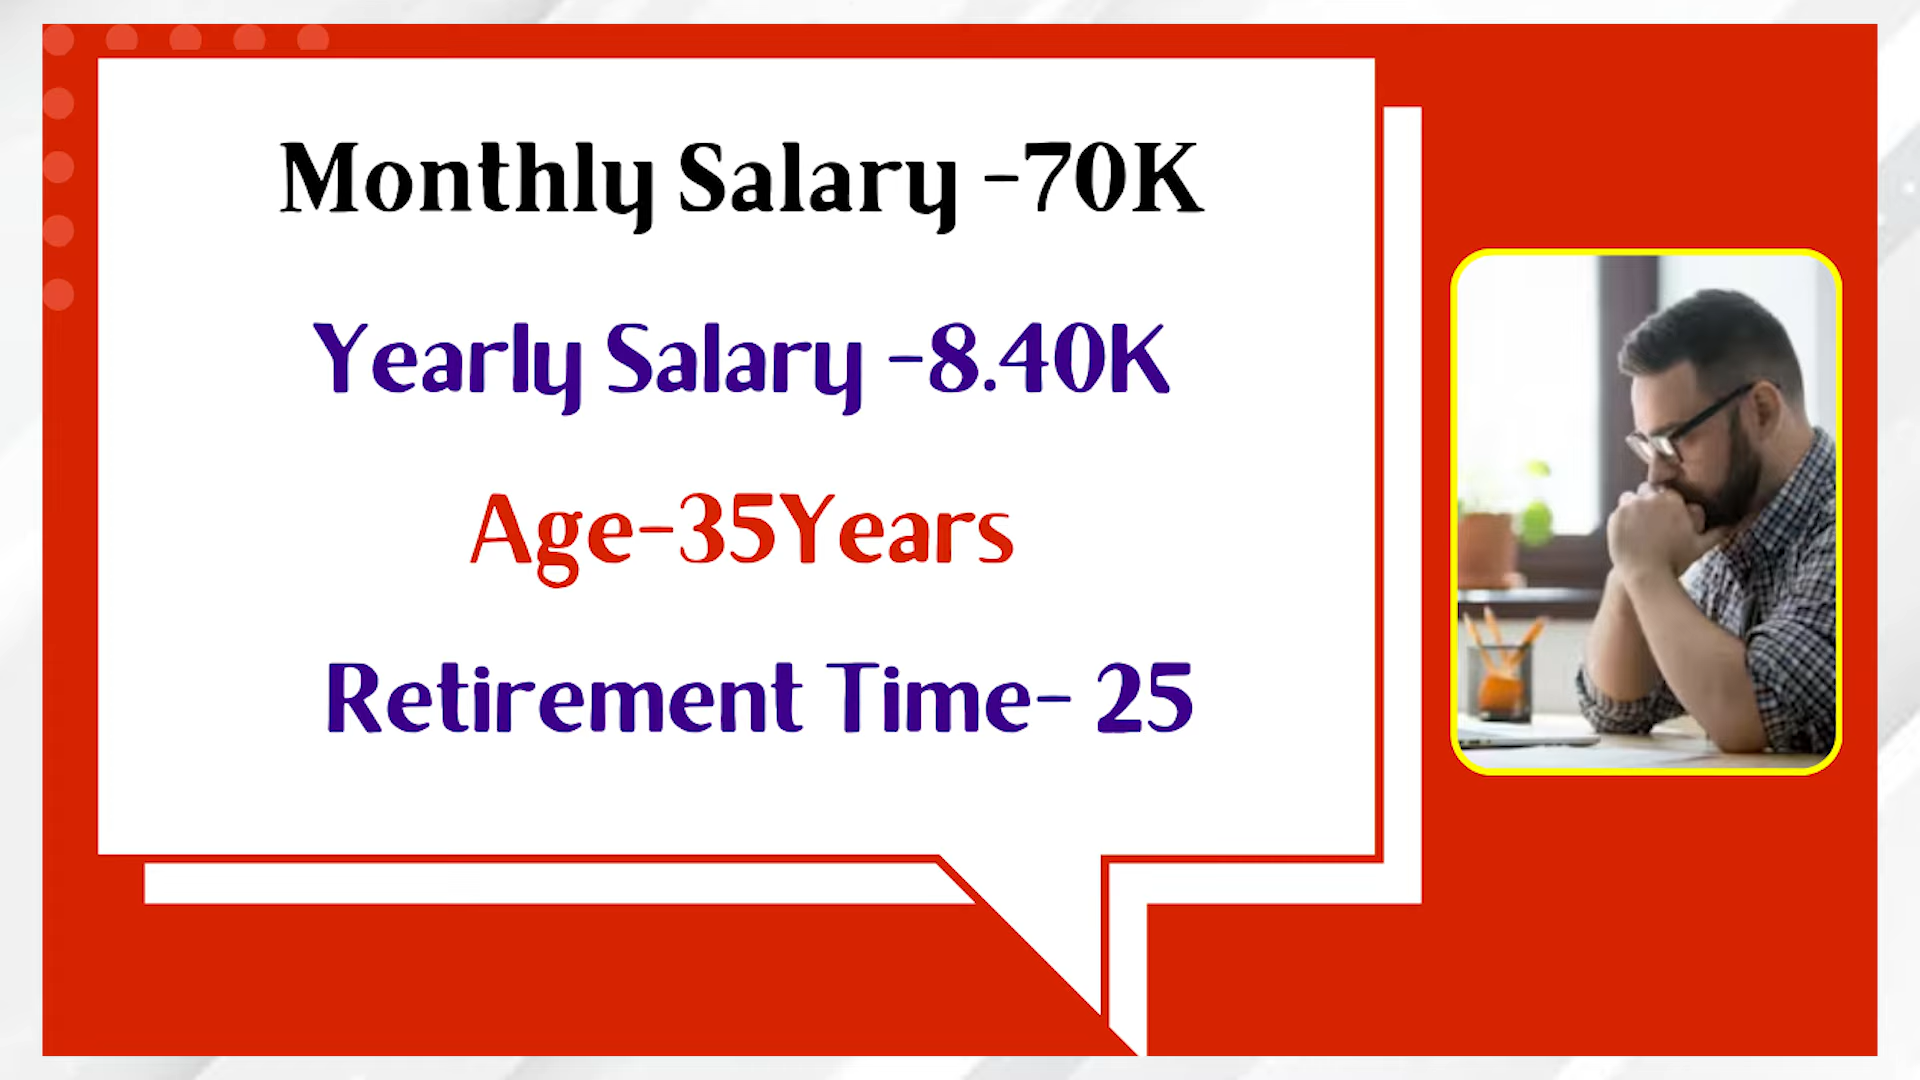 Monthly Salary -70K
Yearly Salary -8.40K
Age-35Years
Retirement Time- 25